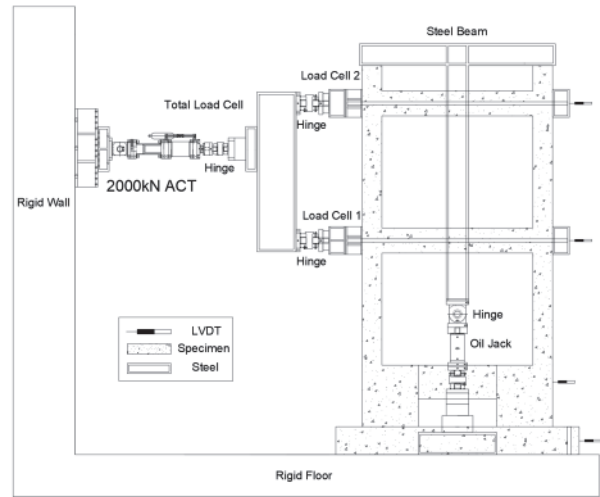 Steel Beam
Load Cell 2
Total Load Cell
Hinge
Hinge
2000kN ACT
Rigid Wall
Load Cell 1
Hinge
Hinge
Oil Jack
LVDT
Specimen
Steel
Rigid Floor